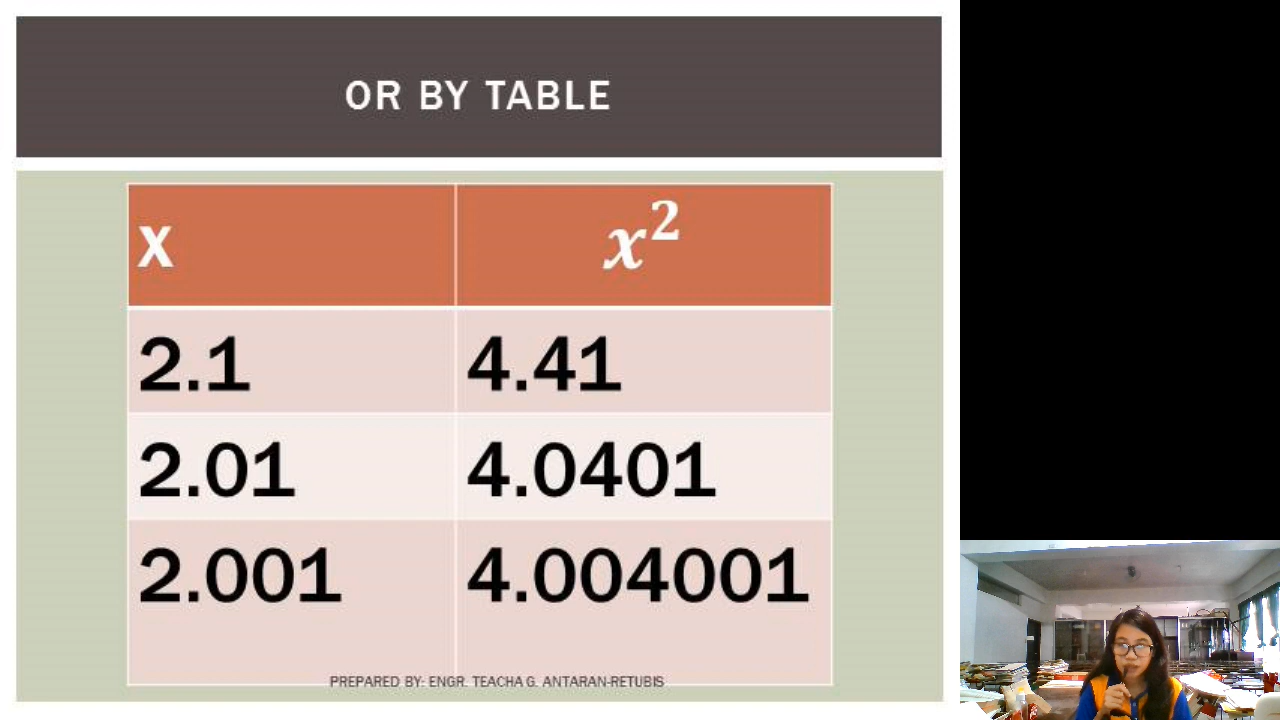 OR BY TABLE
x x²
2.1 4.41
2.01 4.0401
2.001 4.004001
PREPARED BY: ENGR. TEACHA G. ANTARAN-RETUBIS